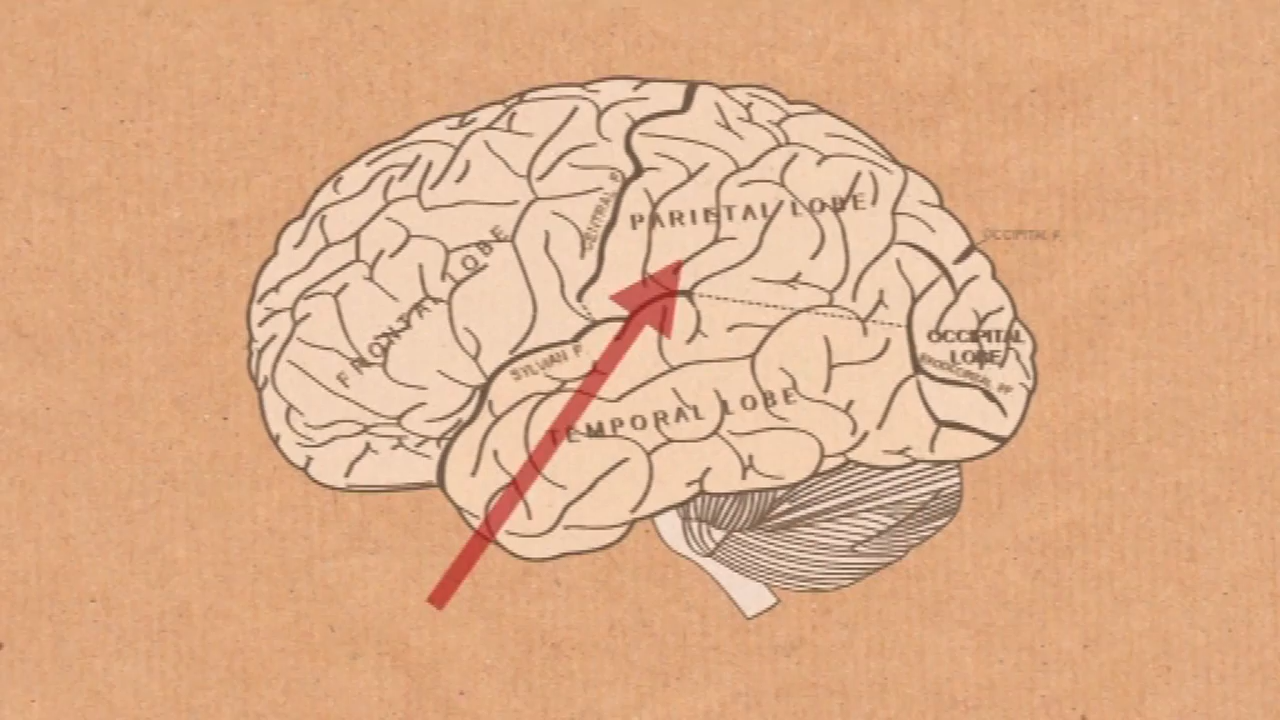 CENTRAL F.
PARIETAL LOBE
OCCIPITAL F.
FRONTAL LOBE
OCCIPITAL
LOBE
SYLVIAN F.
TEMPORAL LOBE